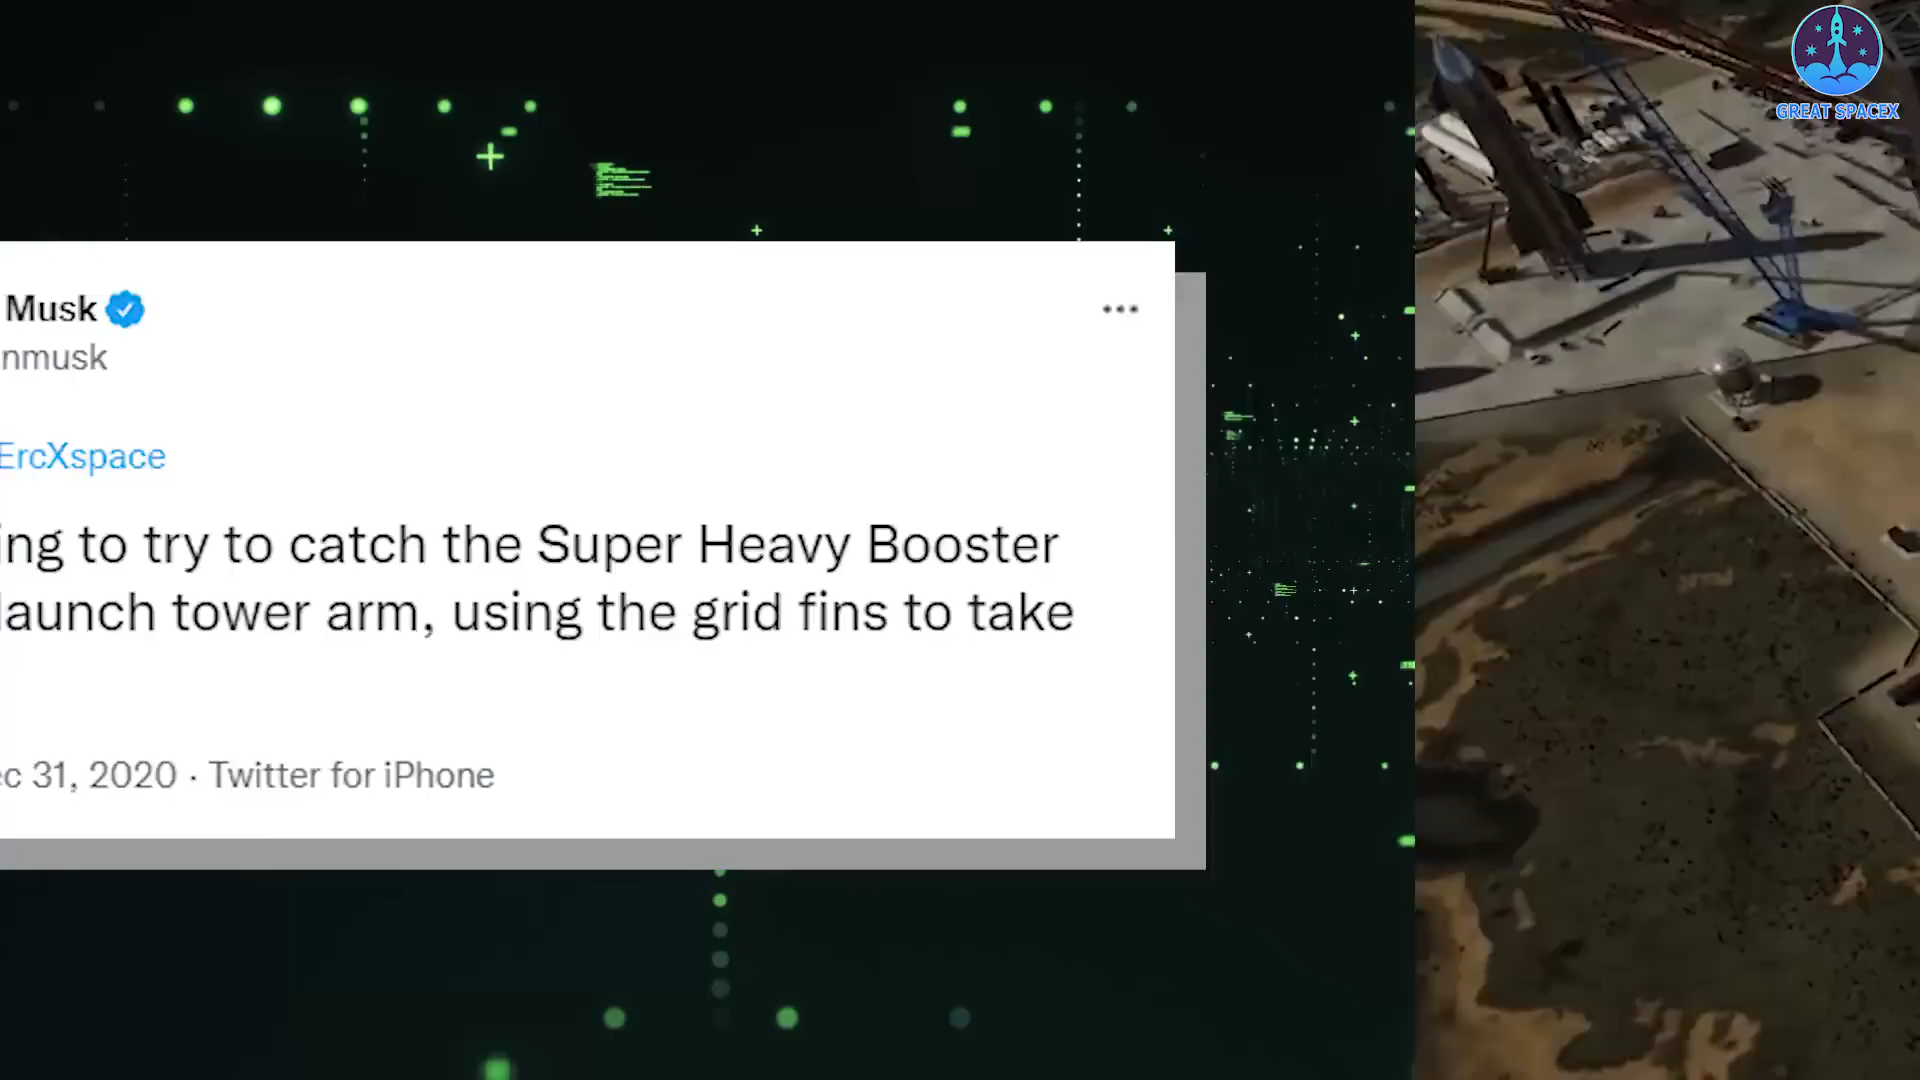 GREAT SPACEX
Musk
nmusk
ErcXspace
ing to try to catch the Super Heavy Booster
launch tower arm, using the grid fins to take
c 31, 2020 · Twitter for iPhone